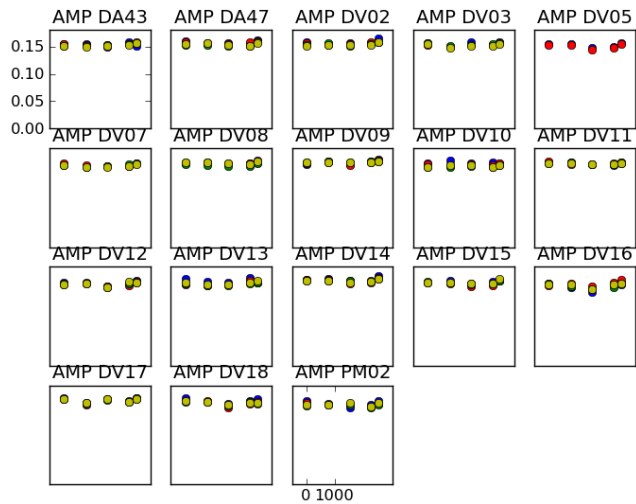 AMP DA43 AMP DA47 AMP DV02 AMP DV03 AMP DV05
0.15
0.10
0.05
0.00
AMP DV07 AMP DV08 AMP DV09 AMP DV10 AMP DV11
AMP DV12 AMP DV13 AMP DV14 AMP DV15 AMP DV16
AMP DV17 AMP DV18 AMP PM02
0 1000